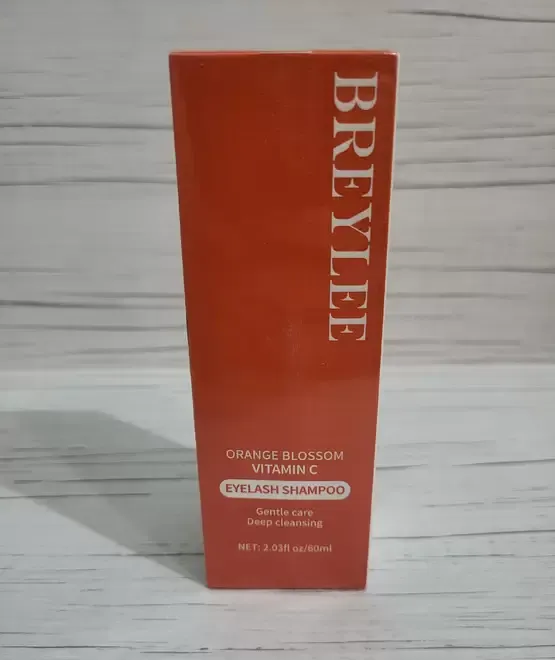 BREYLEE
ORANGE BLOSSOM
VITAMIN C
EYELASH SHAMPOO
Gentle care
Deep cleansing
NET: 2.03fl oz/60ml